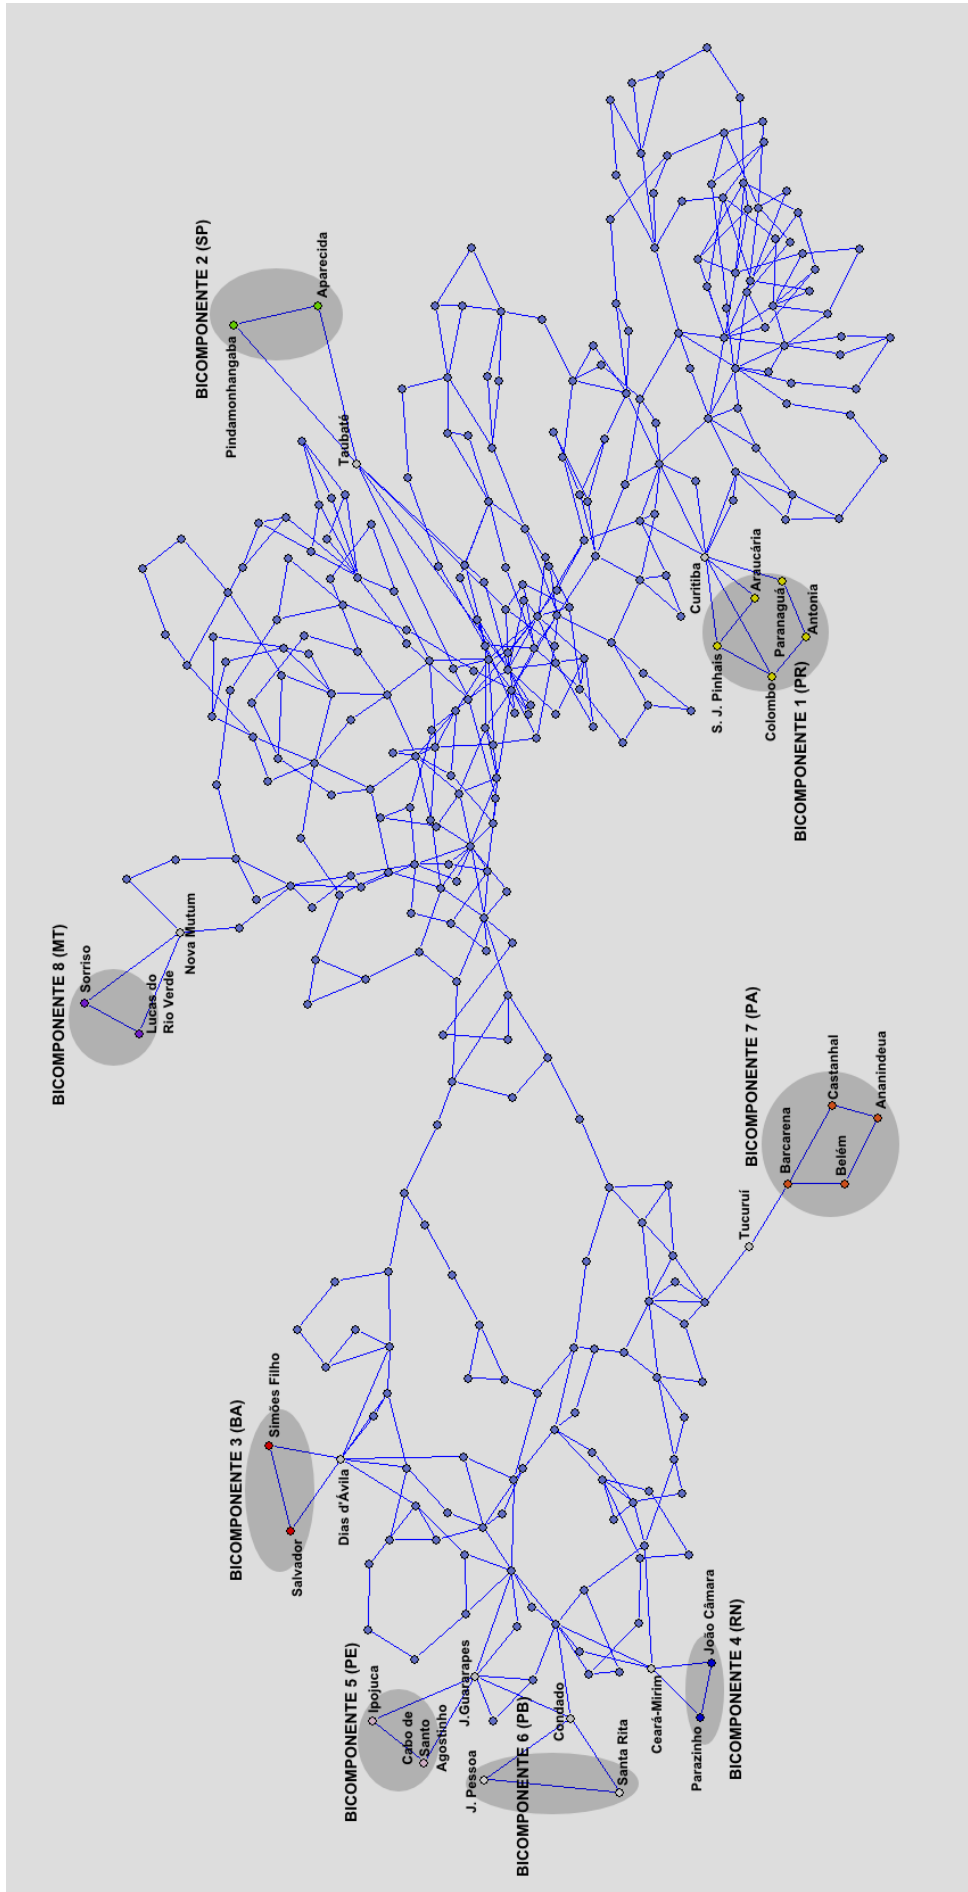 BICOMPONENTE 2 (SP)
Pindamonhangaba
Aparecida
Taubaté
Curitiba
Araucária
S. J. Pinhais
Paranaguá
Antonia
Colombo
BICOMPONENTE 1 (PR)
BICOMPONENTE 8 (MT)
Sorriso
Lucas do
Rio Verde
Nova Mutum
BICOMPONENTE 7 (PA)
Castanhal
Ananindeua
Barcarena
Belém
Tucuruí
BICOMPONENTE 3 (BA)
Simões Filho
Salvador
Dias d'Ávila
BICOMPONENTE 5 (PE)
Ipojuca
Cabo de
Santo
Agostinho
J.Guararapes
BICOMPONENTE 6 (PB)
J. Pessoa
Condado
Santa Rita
Ceará-Mirim
João Câmara
Parazinho
BICOMPONENTE 4 (RN)